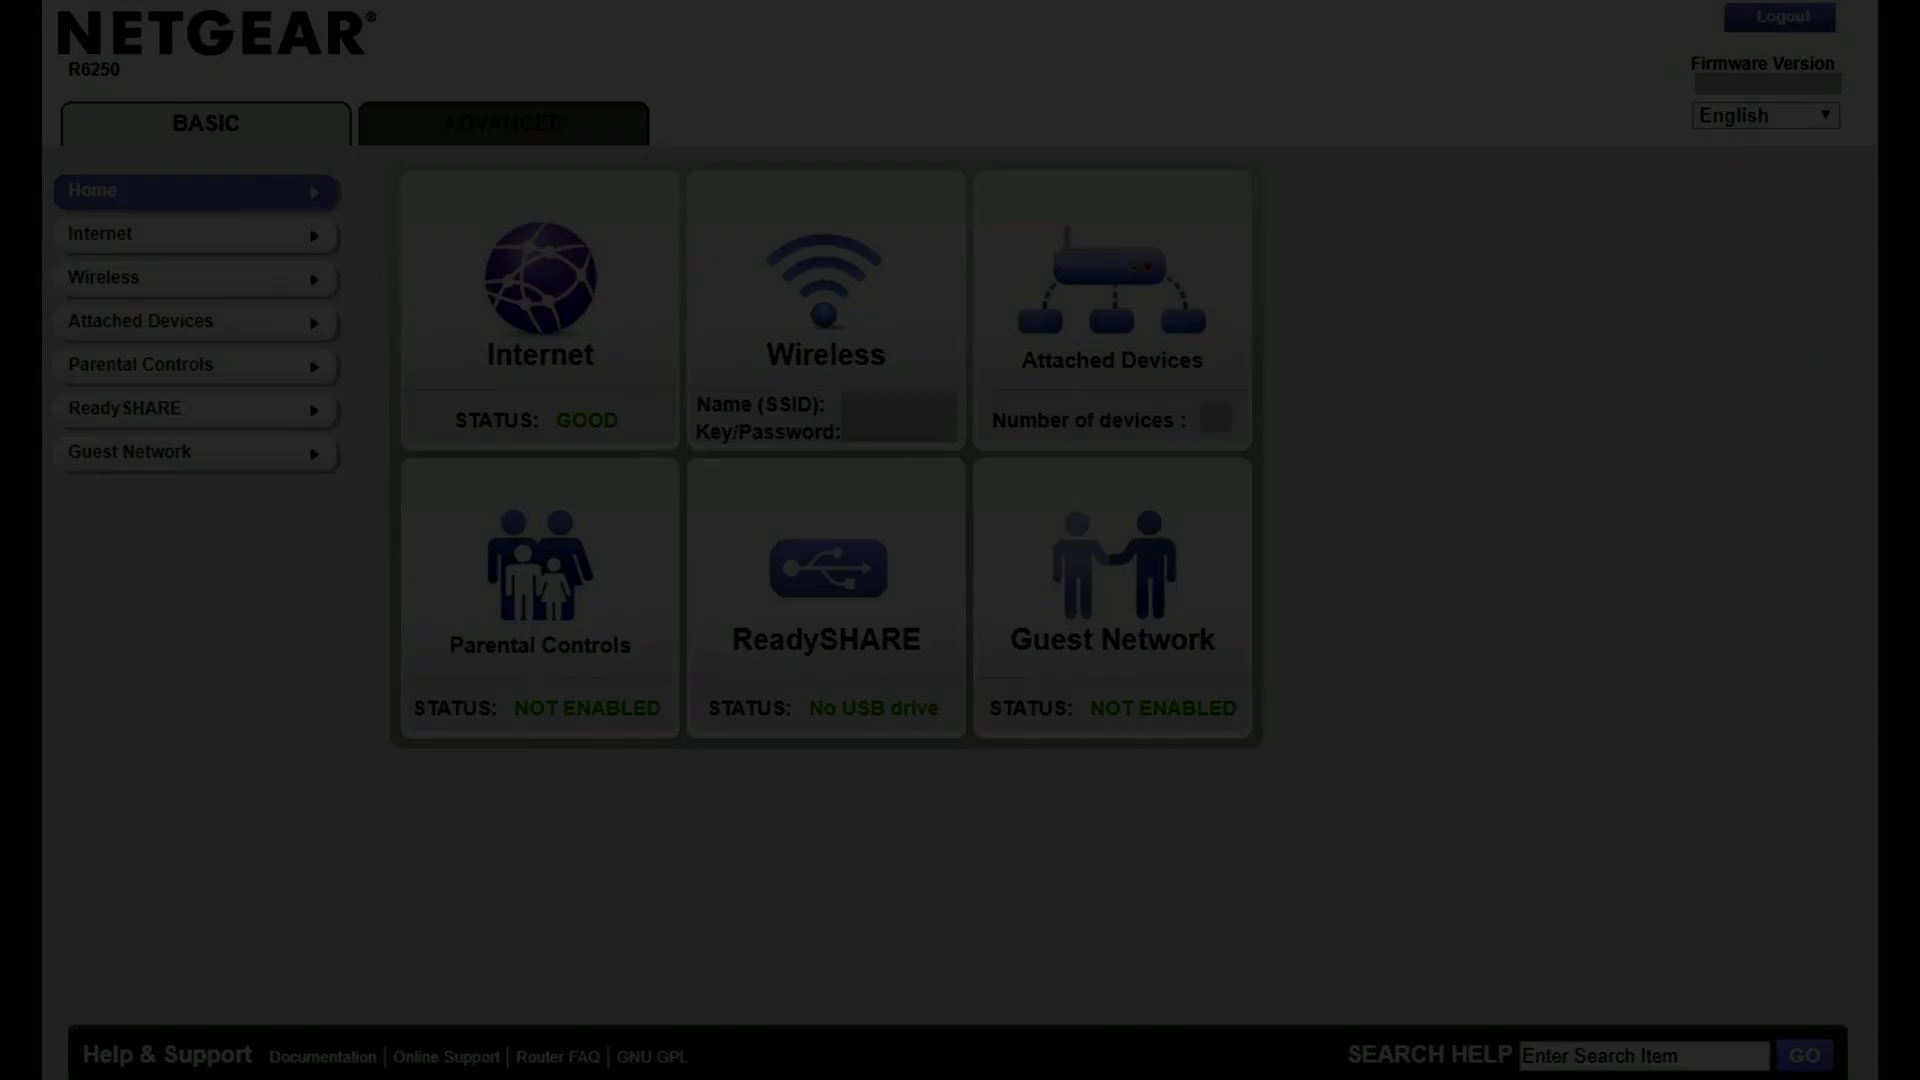 NETGEAR®
R6250
Logout
Firmware Version
English
BASIC
ADVANCED
Home
Internet
Wireless
Attached Devices
Parental Controls
ReadySHARE
Guest Network
Internet
STATUS: GOOD
Wireless
Name (SSID):
Key/Password:
Attached Devices
Number of devices :
Parental Controls
STATUS: NOT ENABLED
ReadySHARE
STATUS: No USB drive
Guest Network
STATUS: NOT ENABLED
Help & Support Documentation | Online Support | Router FAQ | GNU GPL
SEARCH HELP Enter Search Item GO